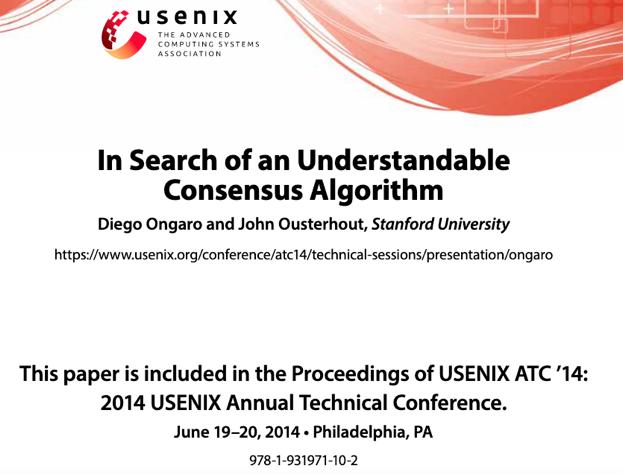 usenix
THE ADVANCED
COMPUTING SYSTEMS
ASSOCIATION
In Search of an Understandable
Consensus Algorithm
Diego Ongaro and John Ousterhout, Stanford University
https://www.usenix.org/conference/atc14/technical-sessions/presentation/ongaro
This paper is included in the Proceedings of USENIX ATC ’14:
2014 USENIX Annual Technical Conference.
June 19–20, 2014 • Philadelphia, PA
978-1-931971-10-2